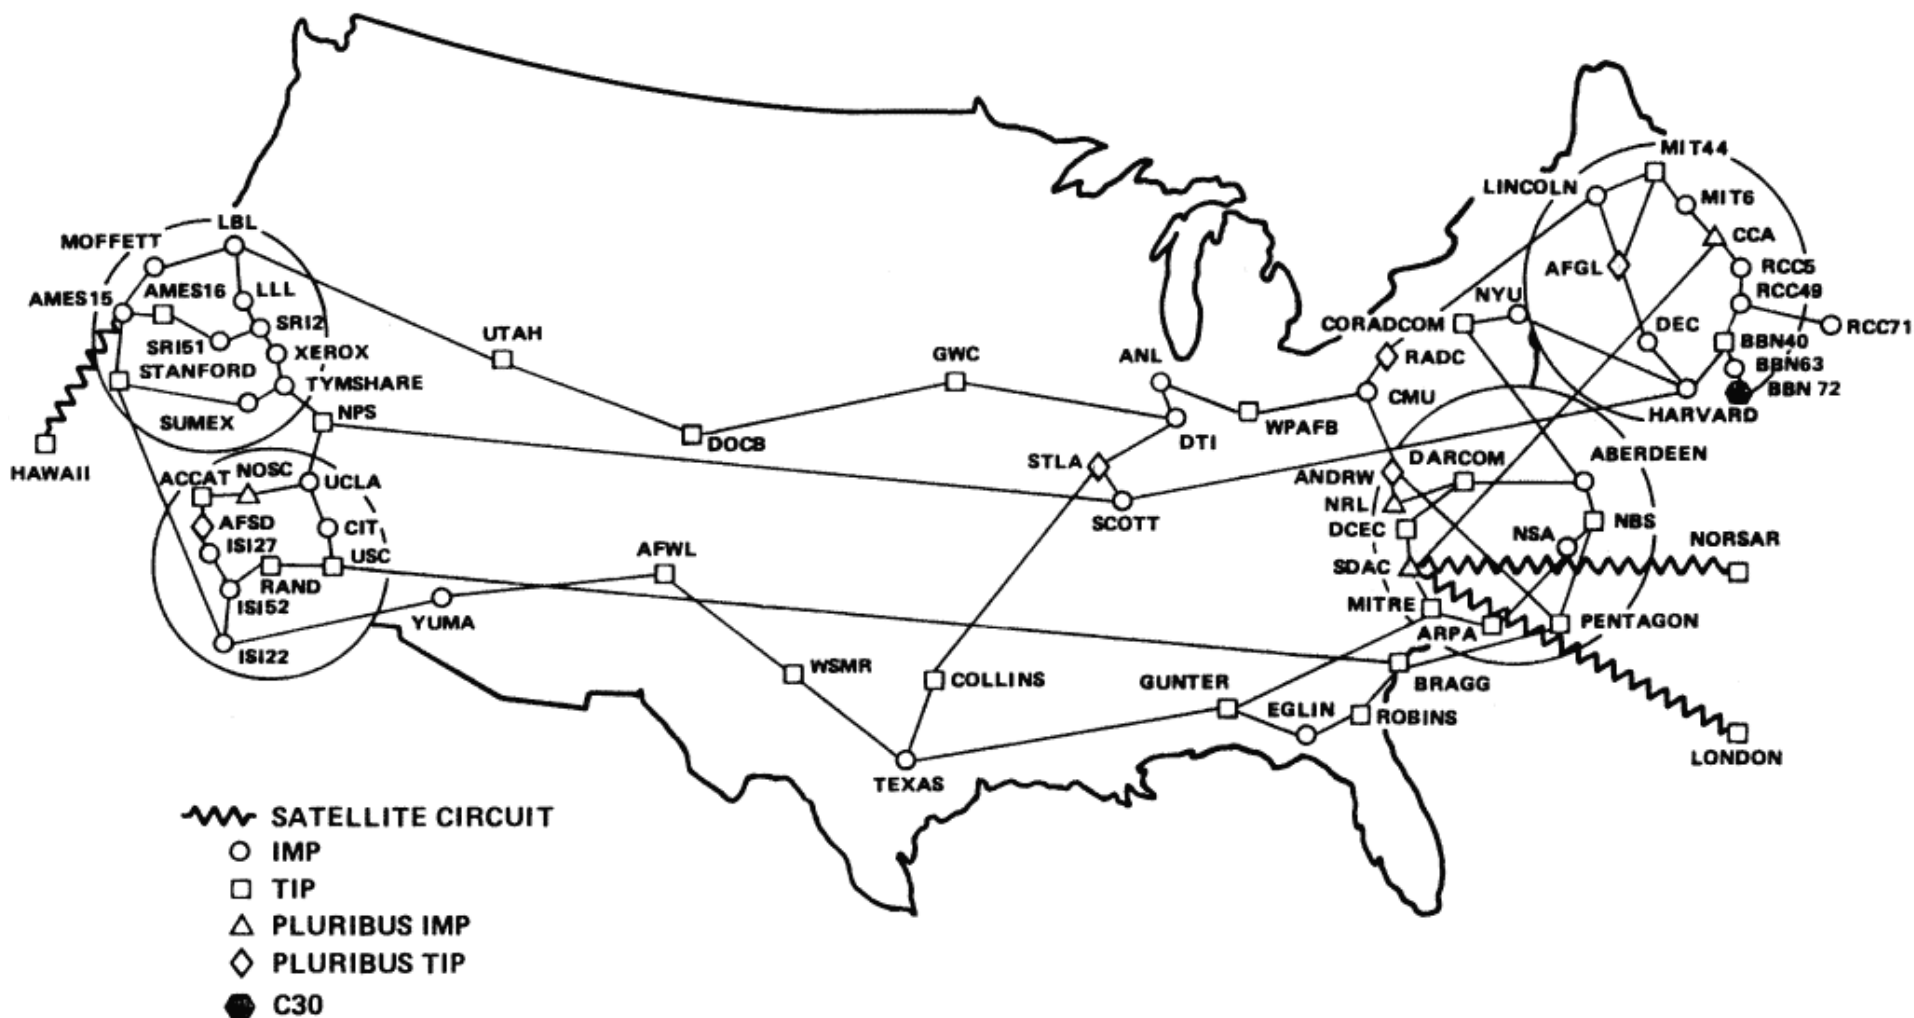 MIT44
LINCOLN
MIT6
LBL
MOFFETT
CCA
AFGL
RCC5
AMES16
LLL
RCC49
AMES15
NYU
SRI2
CORADCOM
DEC
RCC71
UTAH
SRI51
XEROX
GWC
ANL
RADC
BBN40
STANFORD
TYMSHARE
BBN63
BBN 72
CMU
SUMEX
NPS
WPAFB
HARVARD
HAWAII
DOCB
DTI
ABERDEEN
STLA
DARCOM
ACCAT
NOSC
UCLA
ANDRW
NRL
AFSD
CIT
SCOTT
DCEC
NSA
NBS
ISI27
USC
AFWL
NORSAR
SDAC
RAND
ISI52
MITRE
YUMA
ARPA
PENTAGON
ISI22
WSMR
COLLINS
GUNTER
BRAGG
EGLIN
ROBINS
LONDON
TEXAS
SATELLITE CIRCUIT
IMP
TIP
PLURIBUS IMP
PLURIBUS TIP
C30